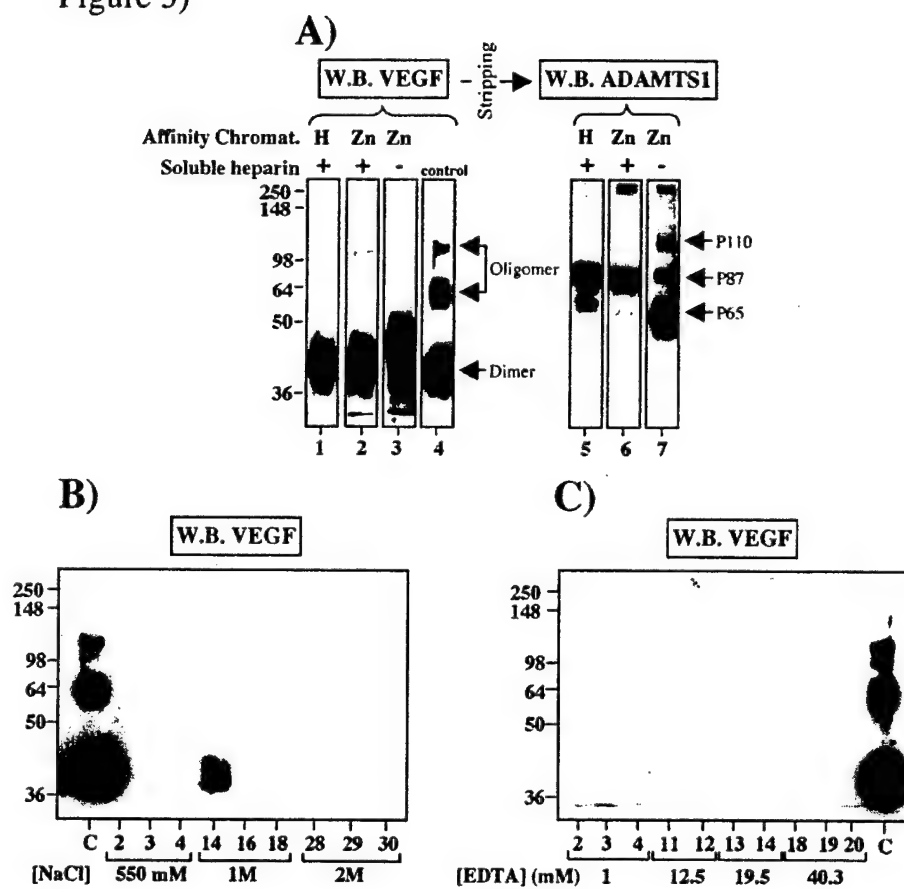 Figure 3)
A)
W.B. VEGF
Stripping
W.B. ADAMTS1
Affinity Chromat. H Zn Zn H Zn Zn
Soluble heparin + + - control + + -
250
148
98
64
50
36
Oligomer
Dimer
P110
P87
P65
1 2 3 4 5 6 7
B)
W.B. VEGF
250
148
98
64
50
36
C 2 3 4 14 16 18 28 29 30
[NaCl] 550 mM 1M 2M
C)
W.B. VEGF
250
148
98
64
50
36
2 3 4 11 12 13 14 18 19 20 C
[EDTA] (mM) 1 12.5 19.5 40.3